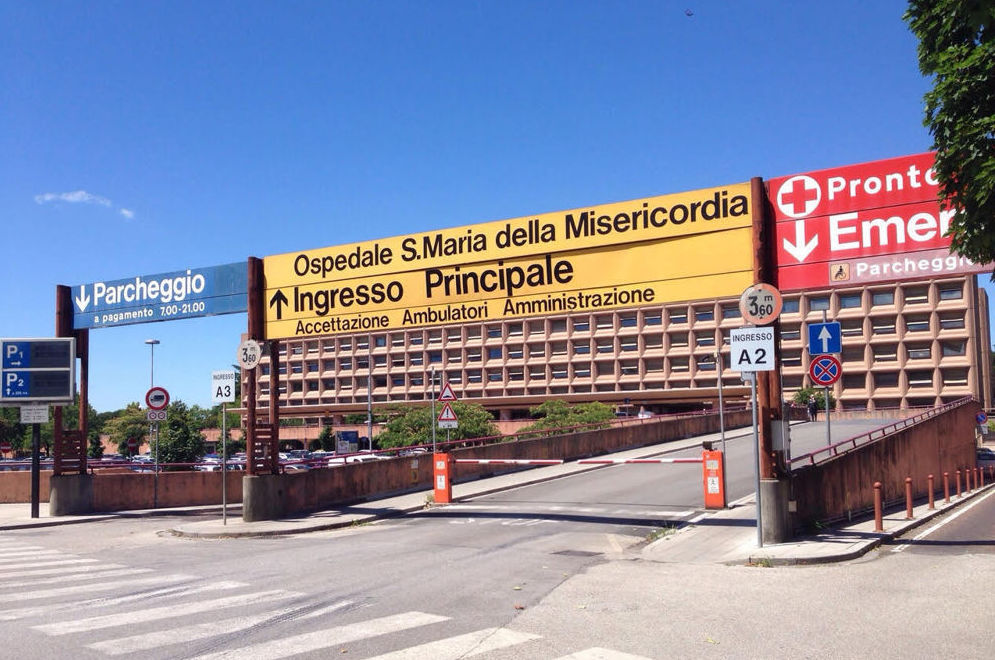 Parcheggio
a pagamento 7.00-21.00
Ospedale S.Maria della Misericordia
Ingresso Principale
Accettazione Ambulatori Amministrazione
Pronto
Emer
Parcheggio
P1
P2
INGRESSO
A3
3 m 60
3 m 60
INGRESSO
A2